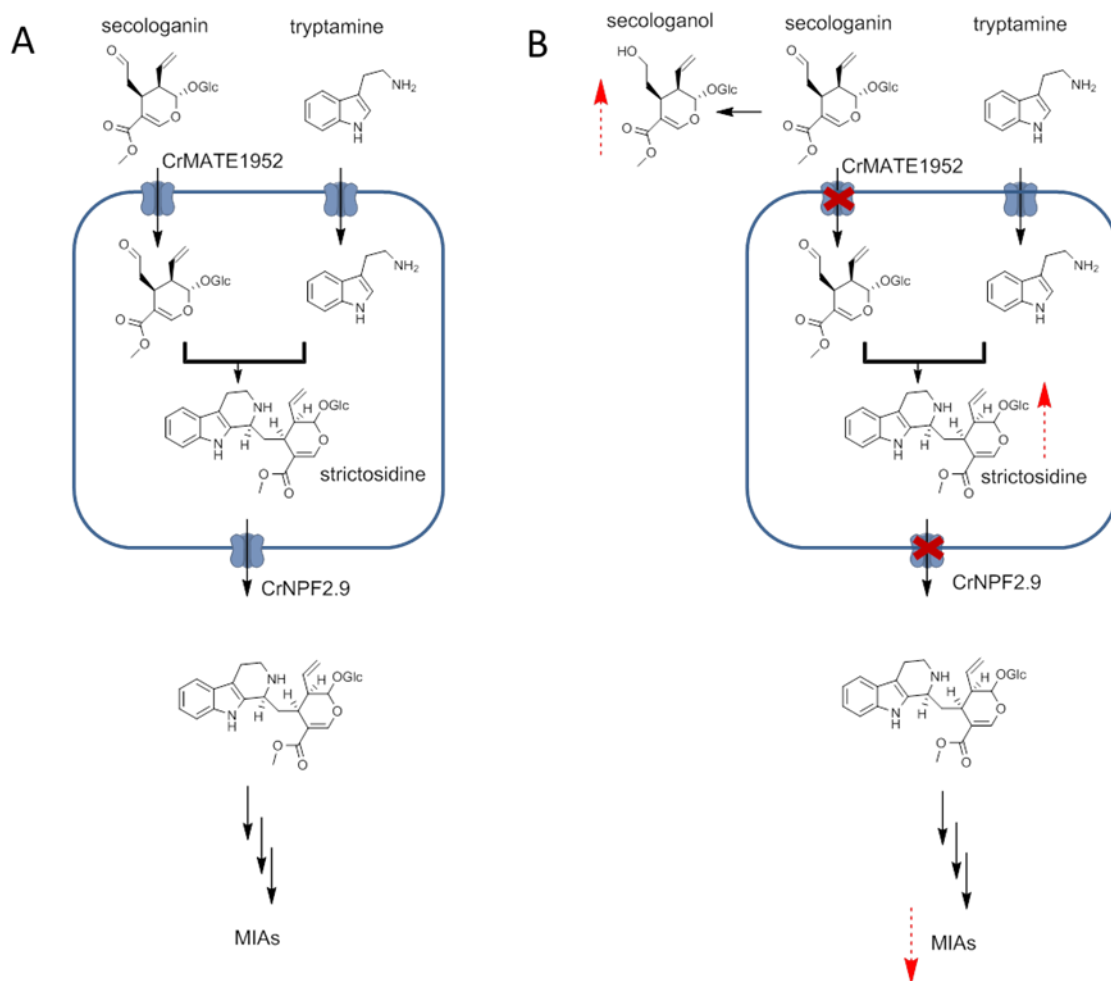 A
secologanin
tryptamine
O
OGlc
O
O
O
NH2
N
H
CrMATE1952
O
OGlc
O
O
O
NH2
N
H
NH
N
H
H
H
OGlc
O
O
O
strictosidine
CrNPF2.9
NH
N
H
H
H
OGlc
O
O
O
MIAs
B
secologanol
secologanin
tryptamine
HO
OGlc
O
O
O
O
OGlc
O
O
O
NH2
N
H
CrMATE1952
O
OGlc
O
O
O
NH2
N
H
NH
N
H
H
H
OGlc
O
O
O
strictosidine
CrNPF2.9
NH
N
H
H
H
OGlc
O
O
O
MIAs